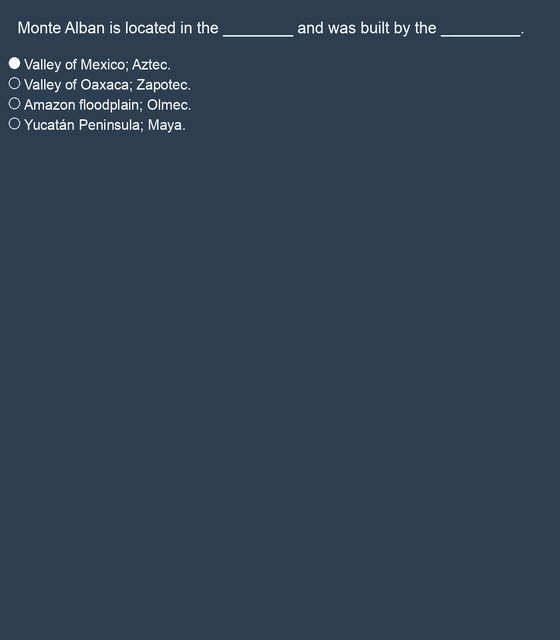 Monte Alban is located in the ________ and was built by the _________.
Valley of Mexico; Aztec.
Valley of Oaxaca; Zapotec.
Amazon floodplain; Olmec.
Yucatán Peninsula; Maya.